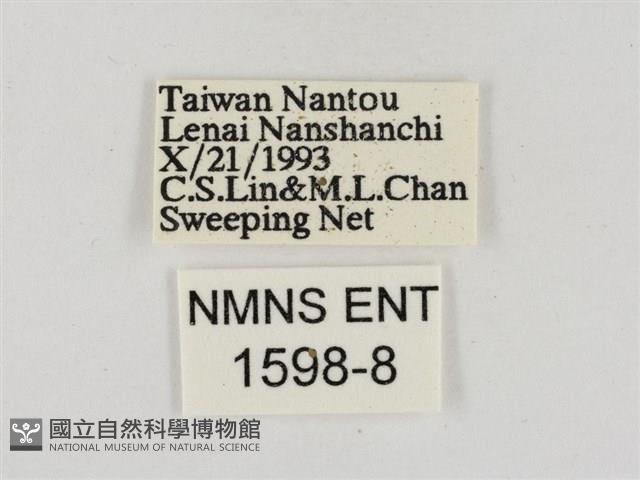 Taiwan Nantou
Lenai Nanshanchi
X/21/1993
C.S.Lin&M.L.Chan
Sweeping Net
NMNS ENT
1598-8
國立自然科學博物館
NATIONAL MUSEUM OF NATURAL SCIENCE